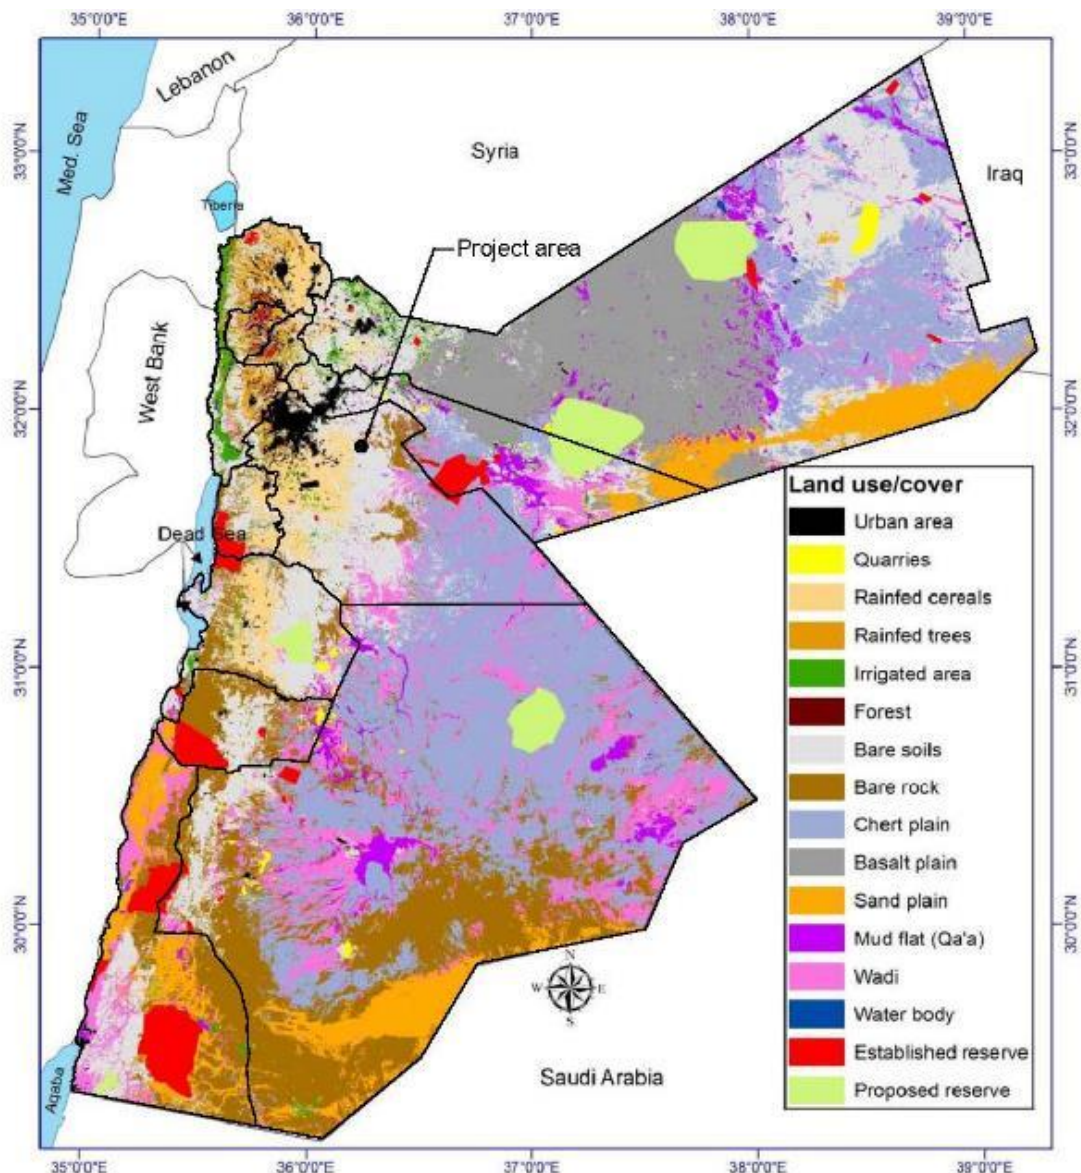 35°0'0"E
36°0'0"E
37°0'0"E
38°0'0"E
39°0'0"E
33°0'0"N
32°0'0"N
31°0'0"N
30°0'0"N
33°0'0"N
32°0'0"N
31°0'0"N
30°0'0"N
Med. Sea
Lebanon
Syria
Iraq
Tiberia
Project area
West Bank
Dead Sea
Land use/cover
Urban area
Quarries
Rainfed cereals
Rainfed trees
Irrigated area
Forest
Bare soils
Bare rock
Chert plain
Basalt plain
Sand plain
Mud flat (Qa'a)
Wadi
Water body
Established reserve
Proposed reserve
N
W
E
S
Saudi Arabia
Aqaba
35°0'0"E
36°0'0"E
37°0'0"E
38°0'0"E
39°0'0"E